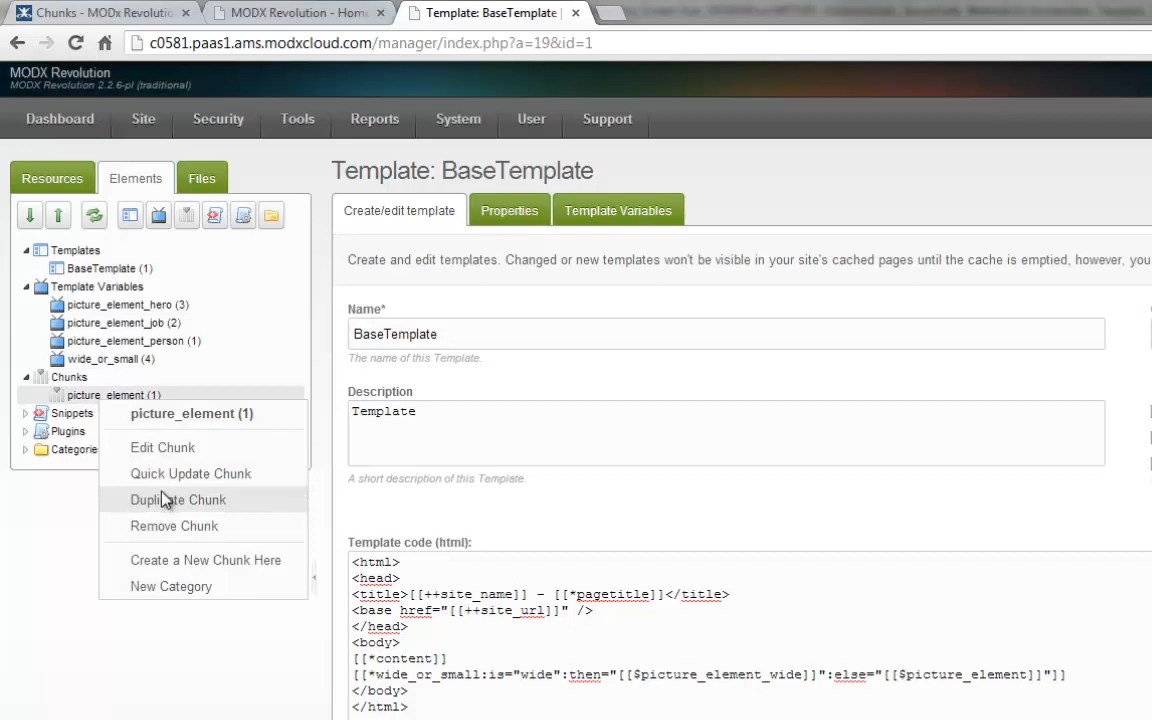 Chunks - MODx Revolutio
MODX Revolution - Hom
Template: BaseTemplate |
c0581.paas1.ams.modxcloud.com/manager/index.php?a=19&id=1
MODX Revolution
MODX Revolution 2.2.6-pl (traditional)
Dashboard Site Security Tools Reports System User Support
Resources Elements Files
Template: BaseTemplate
Create/edit template Properties Template Variables
Create and edit templates. Changed or new templates won't be visible in your site's cached pages until the cache is emptied, however, you
Templates
BaseTemplate (1)
Template Variables
picture_element_hero (3)
picture_element_job (2)
picture_element_person (1)
wide_or_small (4)
Chunks
picture_element (1)
Snippets
Plugins
Categorie
picture_element (1)
Edit Chunk
Quick Update Chunk
Duplicate Chunk
Remove Chunk
Create a New Chunk Here
New Category
Name*
BaseTemplate
The name of this Template.
Description
Template
A short description of this Template.
Template code (html):
<html>
<head>
<title>[[++site_name]] - [[*pagetitle]]</title>
<base href="[[++site_url]]" />
</head>
<body>
[[*content]]
[[*wide_or_small:is="wide":then="[[$picture_element_wide]]":else="[[$picture_element]]"]]
</body>
</html>